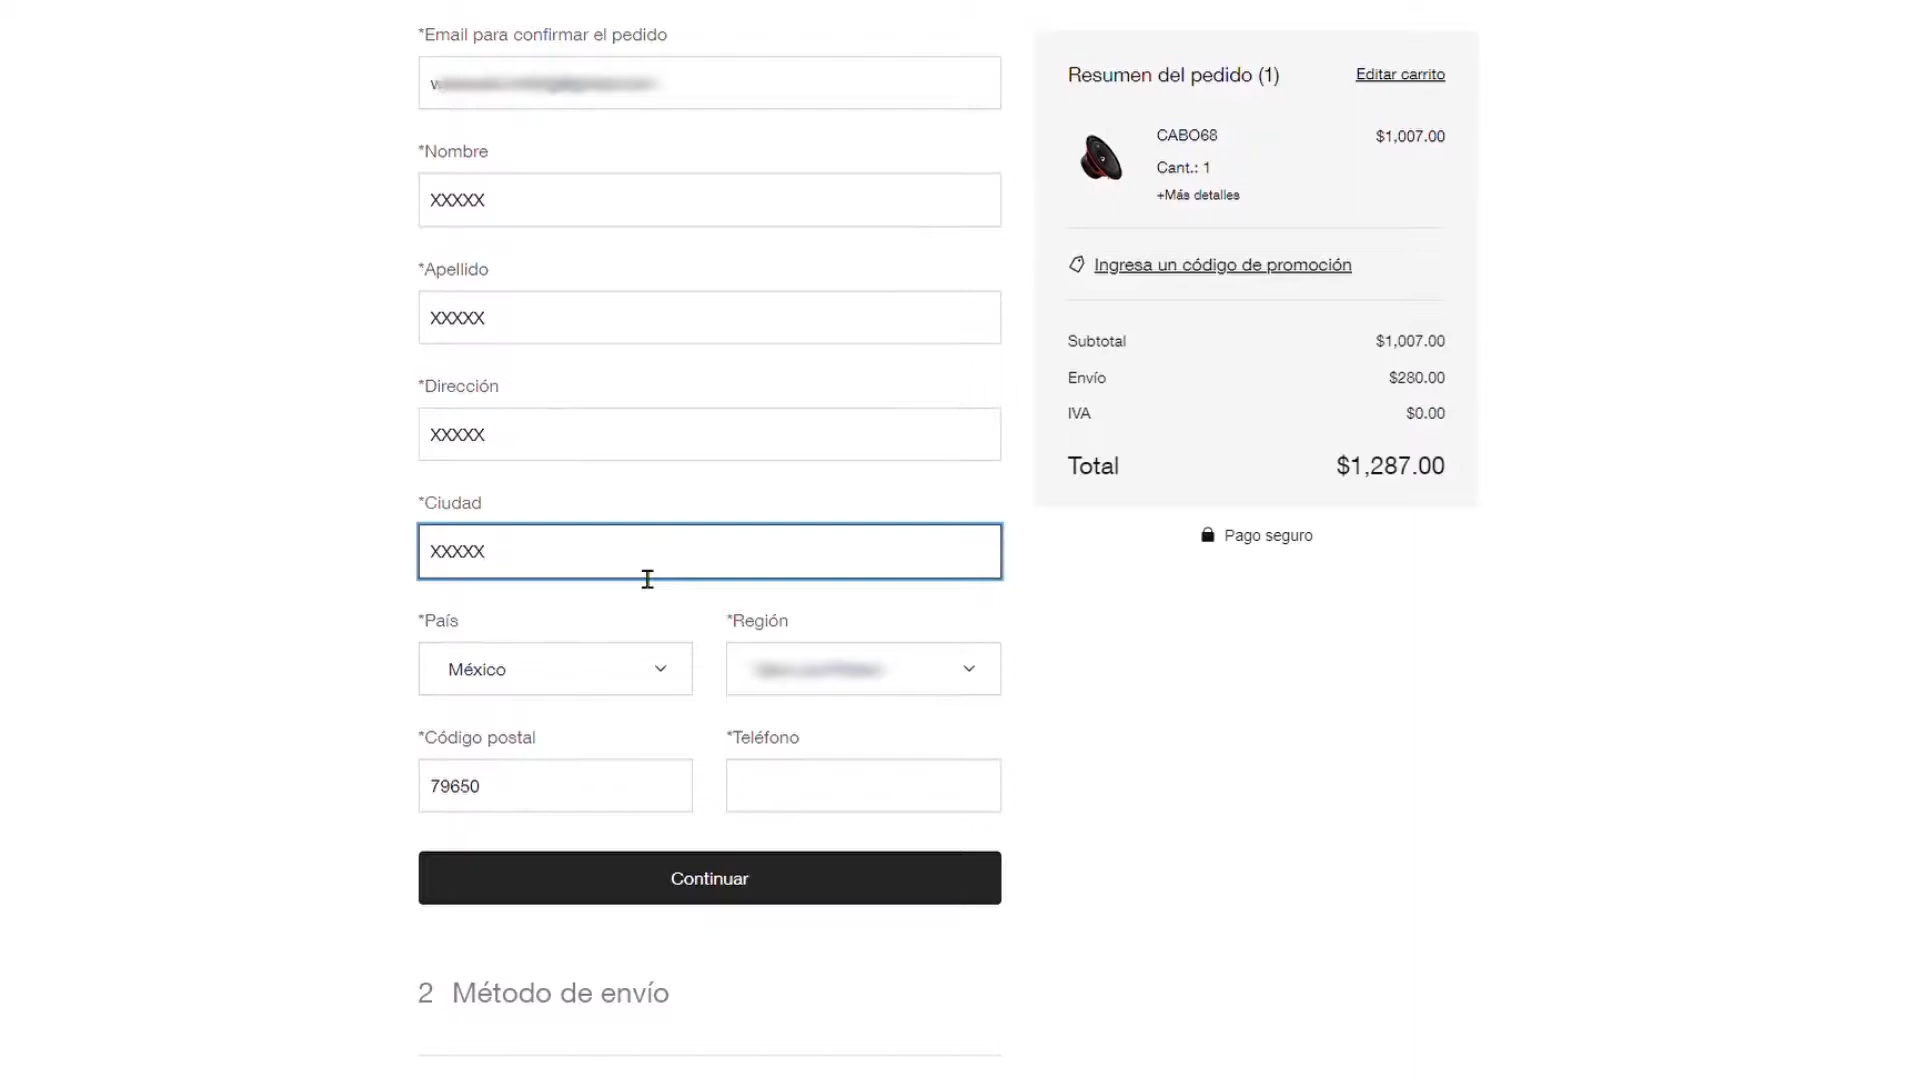 *Email para confirmar el pedido
*Nombre
XXXXX
*Apellido
XXXXX
*Dirección
XXXXX
*Ciudad
XXXXX
*País
*Región
México
*Código postal
*Teléfono
79650
Continuar
2 Método de envío
Resumen del pedido (1)
Editar carrito
CABO68
$1,007.00
Cant.: 1
+Más detalles
Ingresa un código de promoción
Subtotal
$1,007.00
Envío
$280.00
IVA
$0.00
Total
$1,287.00
Pago seguro